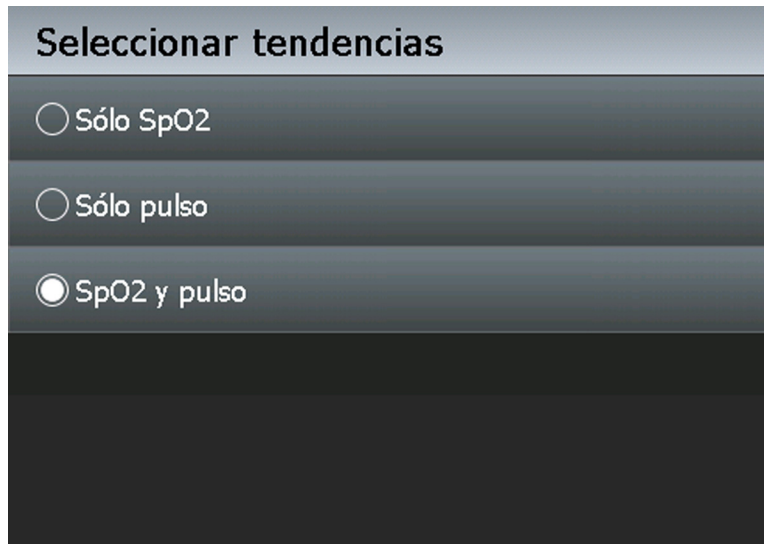 Seleccionar tendencias
Sólo SpO2
Sólo pulso
SpO2 y pulso